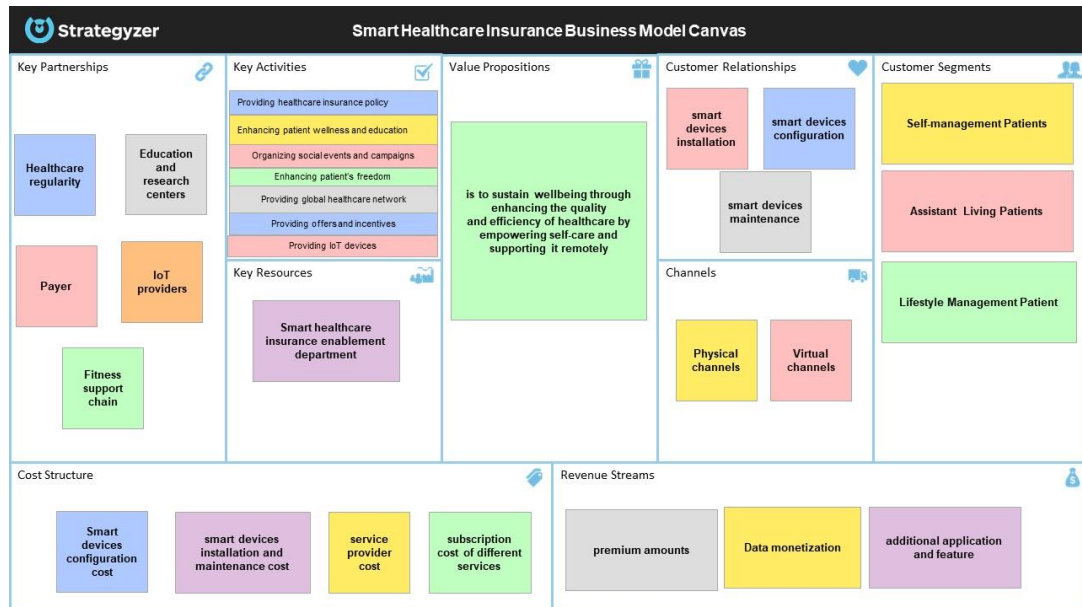 Strategyzer
Smart Healthcare Insurance Business Model Canvas
Key Partnerships
Healthcare
regularity
Education
and
research
centers
Payer
IoT
providers
Fitness
support
chain
Key Activities
Providing healthcare insurance policy
Enhancing patient wellness and education
Organizing social events and campaigns
Enhancing patient's freedom
Providing global healthcare network
Providing offers and incentives
Providing IoT devices
Key Resources
Smart healthcare
insurance enablement
department
Value Propositions
is to sustain wellbeing through
enhancing the quality
and efficiency of healthcare by
empowering self-care and
supporting it remotely
Customer Relationships
smart
devices
installation
smart devices
configuration
smart devices
maintenance
Channels
Physical
channels
Virtual
channels
Customer Segments
Self-management Patients
Assistant Living Patients
Lifestyle Management Patient
Cost Structure
Smart
devices
configuration
cost
smart devices
installation and
maintenance cost
service
provider
cost
subscription
cost of different
services
Revenue Streams
premium amounts
Data monetization
additional application
and feature